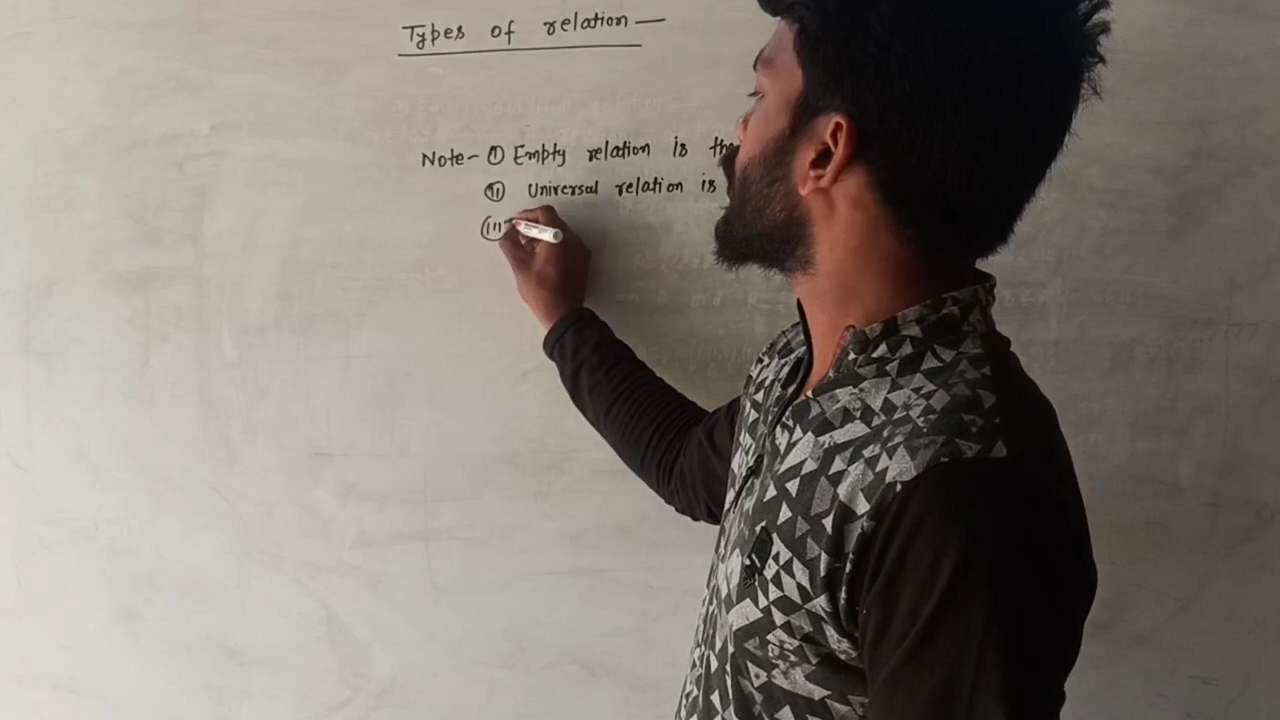 Types of relation —
Note - (i) Empty relation is the
(ii) Universal relation is
(iii)